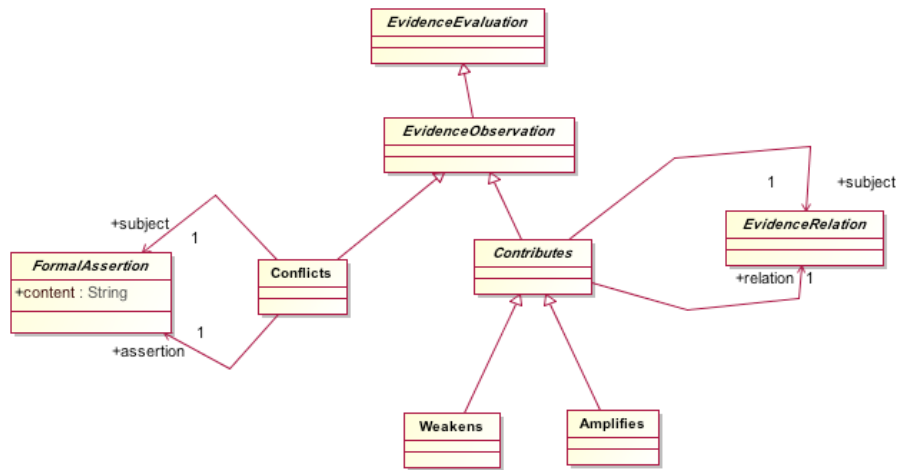 EvidenceEvaluation
EvidenceObservation
+subject
1
1
+subject
EvidenceRelation
FormalAssertion
+content : String
Conflicts
Contributes
+relation
1
1
+assertion
Weakens
Amplifies